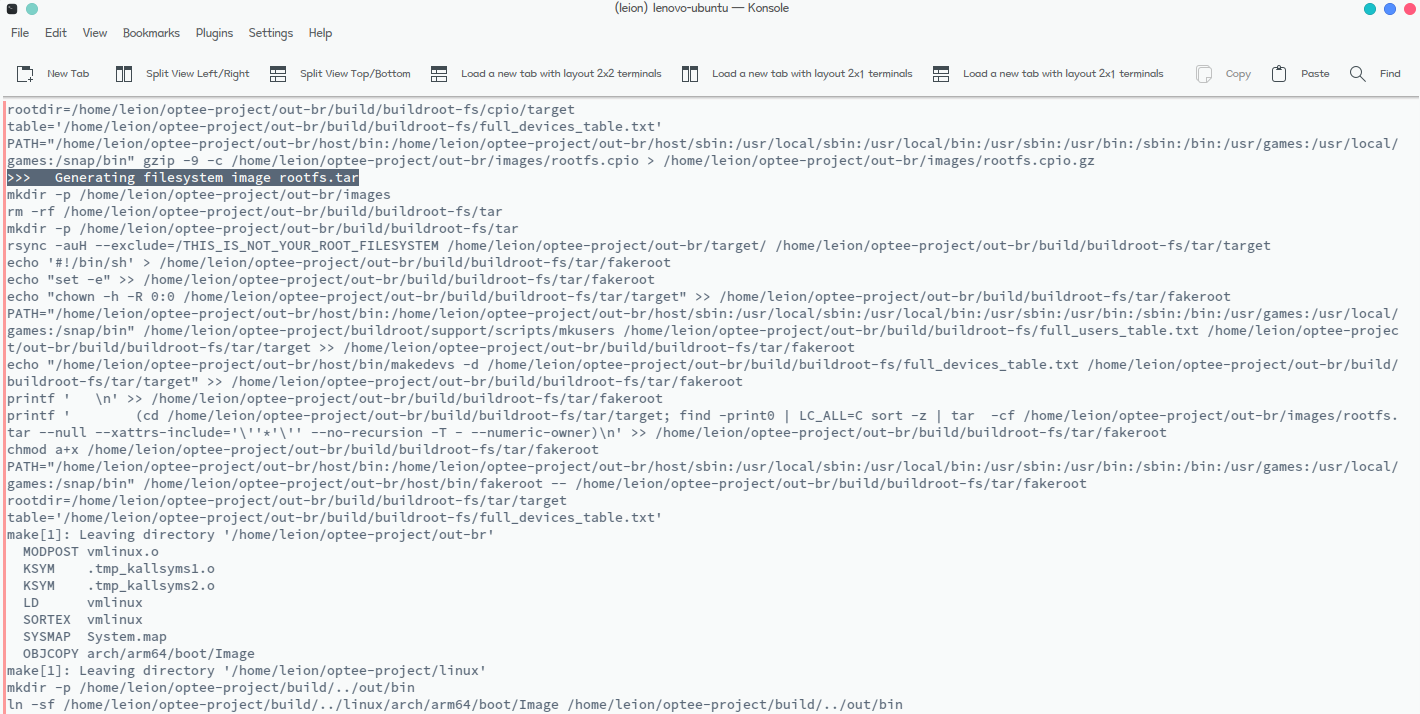 (leion) lenovo-ubuntu — Konsole
File Edit View Bookmarks Plugins Settings Help
New Tab Split View Left/Right Split View Top/Bottom Load a new tab with layout 2x2 terminals Load a new tab with layout 2x1 terminals Load a new tab with layout 2x1 terminals Copy Paste Find
rootdir=/home/leion/optee-project/out-br/build/buildroot-fs/cpio/target
table='/home/leion/optee-project/out-br/build/buildroot-fs/full_devices_table.txt'
PATH="/home/leion/optee-project/out-br/host/bin:/home/leion/optee-project/out-br/host/sbin:/usr/local/sbin:/usr/local/bin:/usr/sbin:/usr/bin:/sbin:/bin:/usr/games:/usr/local/
games:/snap/bin" gzip -9 -c /home/leion/optee-project/out-br/images/rootfs.cpio > /home/leion/optee-project/out-br/images/rootfs.cpio.gz
>>>   Generating filesystem image rootfs.tar
mkdir -p /home/leion/optee-project/out-br/images
rm -rf /home/leion/optee-project/out-br/build/buildroot-fs/tar
mkdir -p /home/leion/optee-project/out-br/build/buildroot-fs/tar
rsync -auH --exclude=/THIS_IS_NOT_YOUR_ROOT_FILESYSTEM /home/leion/optee-project/out-br/target/ /home/leion/optee-project/out-br/build/buildroot-fs/tar/target
echo '#!/bin/sh' > /home/leion/optee-project/out-br/build/buildroot-fs/tar/fakeroot
echo "set -e" >> /home/leion/optee-project/out-br/build/buildroot-fs/tar/fakeroot
echo "chown -h -R 0:0 /home/leion/optee-project/out-br/build/buildroot-fs/tar/target" >> /home/leion/optee-project/out-br/build/buildroot-fs/tar/fakeroot
PATH="/home/leion/optee-project/out-br/host/bin:/home/leion/optee-project/out-br/host/sbin:/usr/local/sbin:/usr/local/bin:/usr/sbin:/usr/bin:/sbin:/bin:/usr/games:/usr/local/
games:/snap/bin" /home/leion/optee-project/buildroot/support/scripts/mkusers /home/leion/optee-project/out-br/build/buildroot-fs/full_users_table.txt /home/leion/optee-projec
t/out-br/build/buildroot-fs/tar/target >> /home/leion/optee-project/out-br/build/buildroot-fs/tar/fakeroot
echo "/home/leion/optee-project/out-br/host/bin/makedevs -d /home/leion/optee-project/out-br/build/buildroot-fs/full_devices_table.txt /home/leion/optee-project/out-br/build/
buildroot-fs/tar/target" >> /home/leion/optee-project/out-br/build/buildroot-fs/tar/fakeroot
printf '   \n' >> /home/leion/optee-project/out-br/build/buildroot-fs/tar/fakeroot
printf '        (cd /home/leion/optee-project/out-br/build/buildroot-fs/tar/target; find -print0 | LC_ALL=C sort -z | tar  -cf /home/leion/optee-project/out-br/images/rootfs.
tar --null --xattrs-include='\''*'\'' --no-recursion -T - --numeric-owner)\n' >> /home/leion/optee-project/out-br/build/buildroot-fs/tar/fakeroot
chmod a+x /home/leion/optee-project/out-br/build/buildroot-fs/tar/fakeroot
PATH="/home/leion/optee-project/out-br/host/bin:/home/leion/optee-project/out-br/host/sbin:/usr/local/sbin:/usr/local/bin:/usr/sbin:/usr/bin:/sbin:/bin:/usr/games:/usr/local/
games:/snap/bin" /home/leion/optee-project/out-br/host/bin/fakeroot -- /home/leion/optee-project/out-br/build/buildroot-fs/tar/fakeroot
rootdir=/home/leion/optee-project/out-br/build/buildroot-fs/tar/target
table='/home/leion/optee-project/out-br/build/buildroot-fs/full_devices_table.txt'
make[1]: Leaving directory '/home/leion/optee-project/out-br'
  MODPOST vmlinux.o
  KSYM    .tmp_kallsyms1.o
  KSYM    .tmp_kallsyms2.o
  LD      vmlinux
  SORTEX  vmlinux
  SYSMAP  System.map
  OBJCOPY arch/arm64/boot/Image
make[1]: Leaving directory '/home/leion/optee-project/linux'
mkdir -p /home/leion/optee-project/build/../out/bin
ln -sf /home/leion/optee-project/build/../linux/arch/arm64/boot/Image /home/leion/optee-project/build/../out/bin